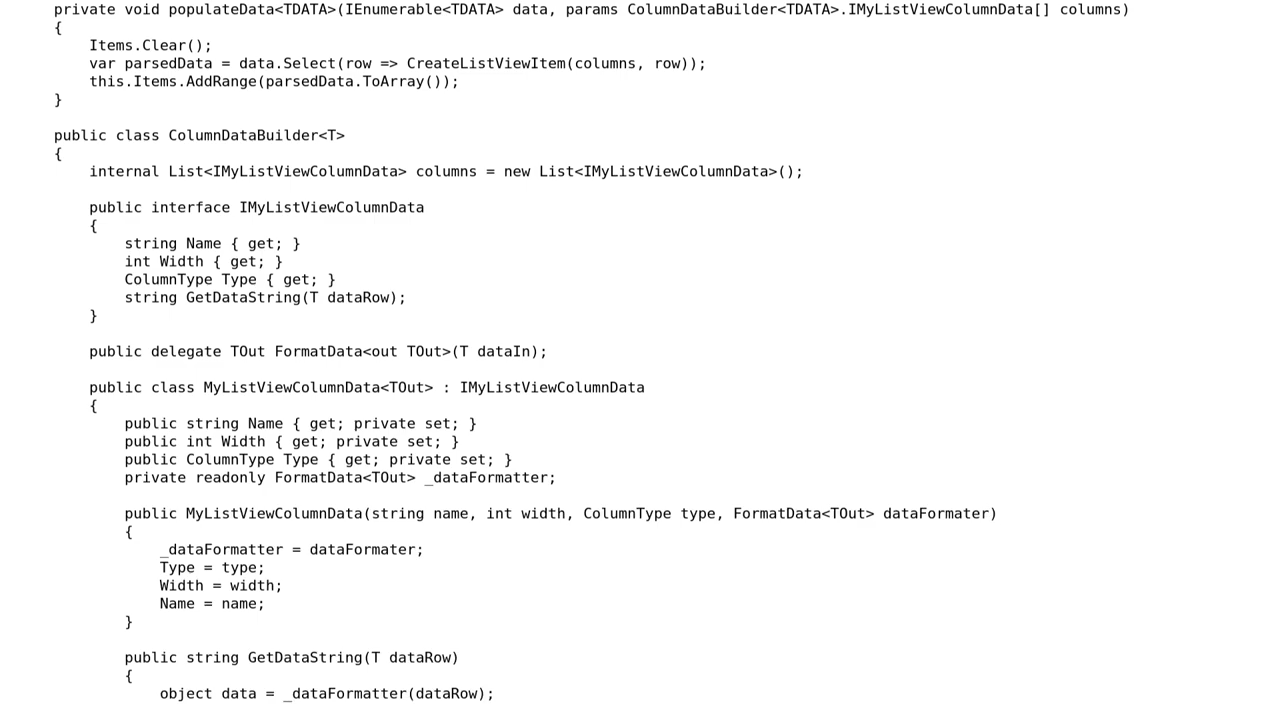 private void populateData<TDATA>(IEnumerable<TDATA> data, params ColumnDataBuilder<TDATA>.IMyListViewColumnData[] columns)
{
    Items.Clear();
    var parsedData = data.Select(row => CreateListViewItem(columns, row));
    this.Items.AddRange(parsedData.ToArray());
}

public class ColumnDataBuilder<T>
{
    internal List<IMyListViewColumnData> columns = new List<IMyListViewColumnData>();

    public interface IMyListViewColumnData
    {
        string Name { get; }
        int Width { get; }
        ColumnType Type { get; }
        string GetDataString(T dataRow);
    }

    public delegate TOut FormatData<out TOut>(T dataIn);

    public class MyListViewColumnData<TOut> : IMyListViewColumnData
    {
        public string Name { get; private set; }
        public int Width { get; private set; }
        public ColumnType Type { get; private set; }
        private readonly FormatData<TOut> _dataFormatter;

        public MyListViewColumnData(string name, int width, ColumnType type, FormatData<TOut> dataFormater)
        {
            _dataFormatter = dataFormater;
            Type = type;
            Width = width;
            Name = name;
        }

        public string GetDataString(T dataRow)
        {
            object data = _dataFormatter(dataRow);